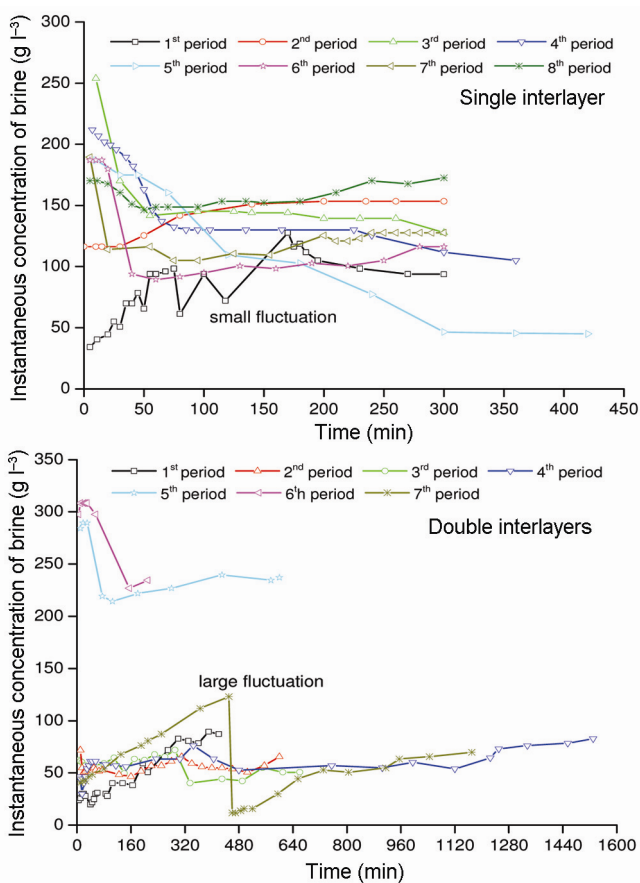 Instantaneous concentration of brine (g l⁻³)
300
250
200
150
100
50
0
1ˢᵗ period 2ⁿᵈ period 3ʳᵈ period 4ᵗʰ period
5ᵗʰ period 6ᵗʰ period 7ᵗʰ period 8ᵗʰ period
Single interlayer
small fluctuation
0 50 100 150 200 250 300 350 400 450
Time (min)
Instantaneous concentration of brine (g l⁻³)
350
300
250
200
150
100
50
0
1ˢᵗ period 2ⁿᵈ period 3ʳᵈ period 4ᵗʰ period
5ᵗʰ period 6ᵗh period 7ᵗʰ period
Double interlayers
large fluctuation
0 160 320 480 640 800 960 1120 1280 1440 1600
Time (min)